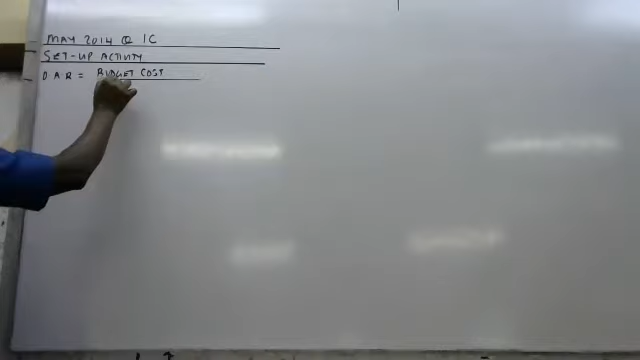 MAY 2014 Q 1C
SET-UP ACTIVITY
O A R = BUDGET COST